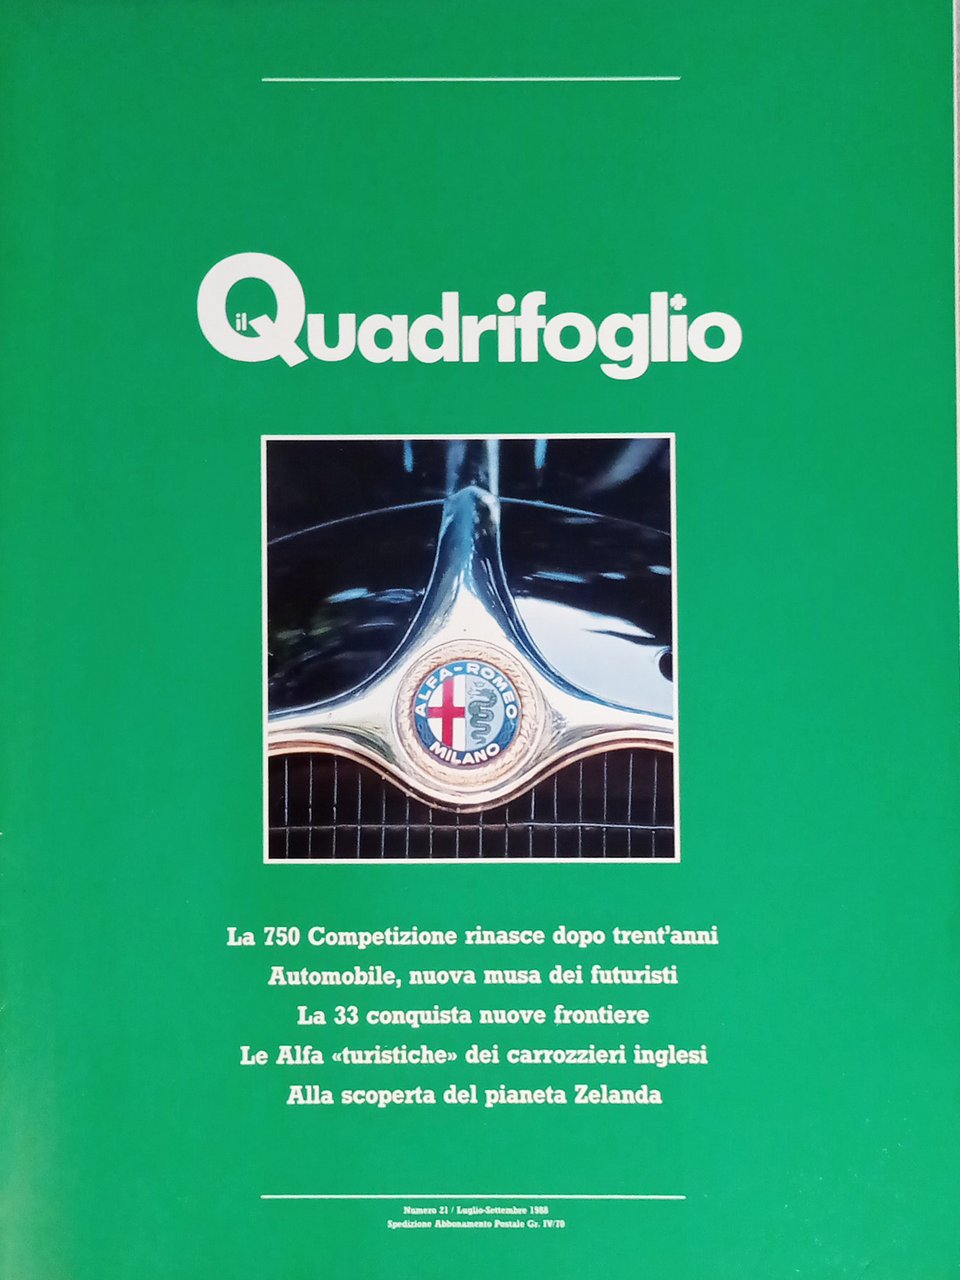 il Quadrifoglio
ALFA-ROMEO
MILANO
La 750 Competizione rinasce dopo trent'anni
Automobile, nuova musa dei futuristi
La 33 conquista nuove frontiere
Le Alfa «turistiche» dei carrozzieri inglesi
Alla scoperta del pianeta Zelanda
Numero 21 / Luglio-Settembre 1988
Spedizione Abbonamento Postale Gr. IV/70